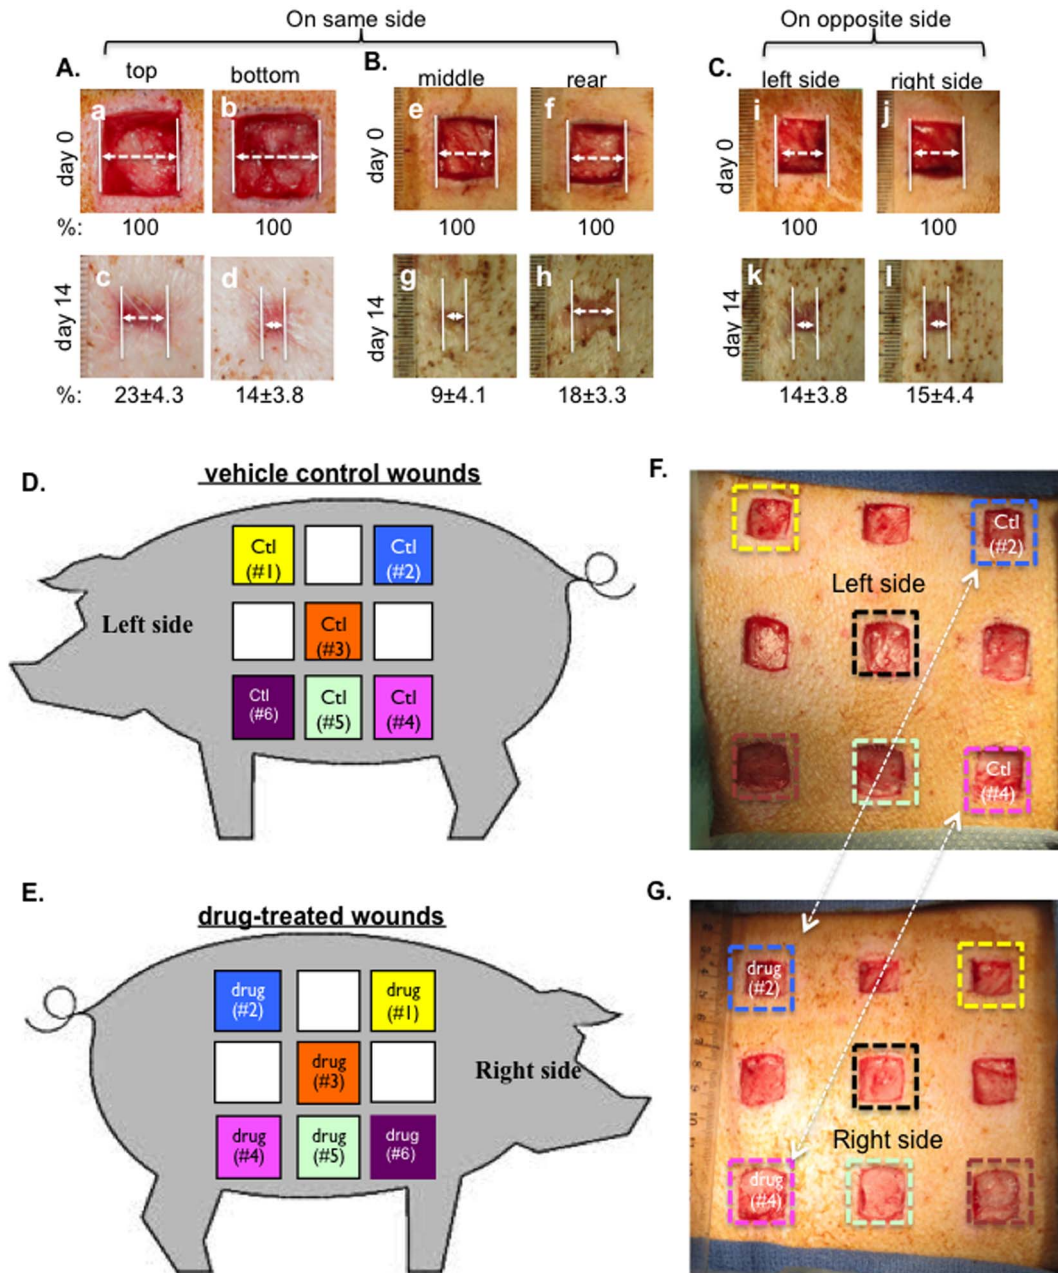 On same side
On opposite side
A.
top
bottom
B.
middle
rear
C.
left side
right side
day 0
a
b
day 0
e
f
day 0
i
j
%:
100
100
100
100
100
100
day 14
c
d
day 14
g
h
day 14
k
l
%:
23±4.3
14±3.8
9±4.1
18±3.3
14±3.8
15±4.4
D.
vehicle control wounds
Ctl
(#1)
Ctl
(#2)
Left side
Ctl
(#3)
Ctl
(#6)
Ctl
(#5)
Ctl
(#4)
F.
Ctl
(#2)
Left side
Ctl
(#4)
E.
drug-treated wounds
drug
(#2)
drug
(#1)
drug
(#3)
Right side
drug
(#4)
drug
(#5)
drug
(#6)
G.
drug
(#2)
Right side
drug
(#4)